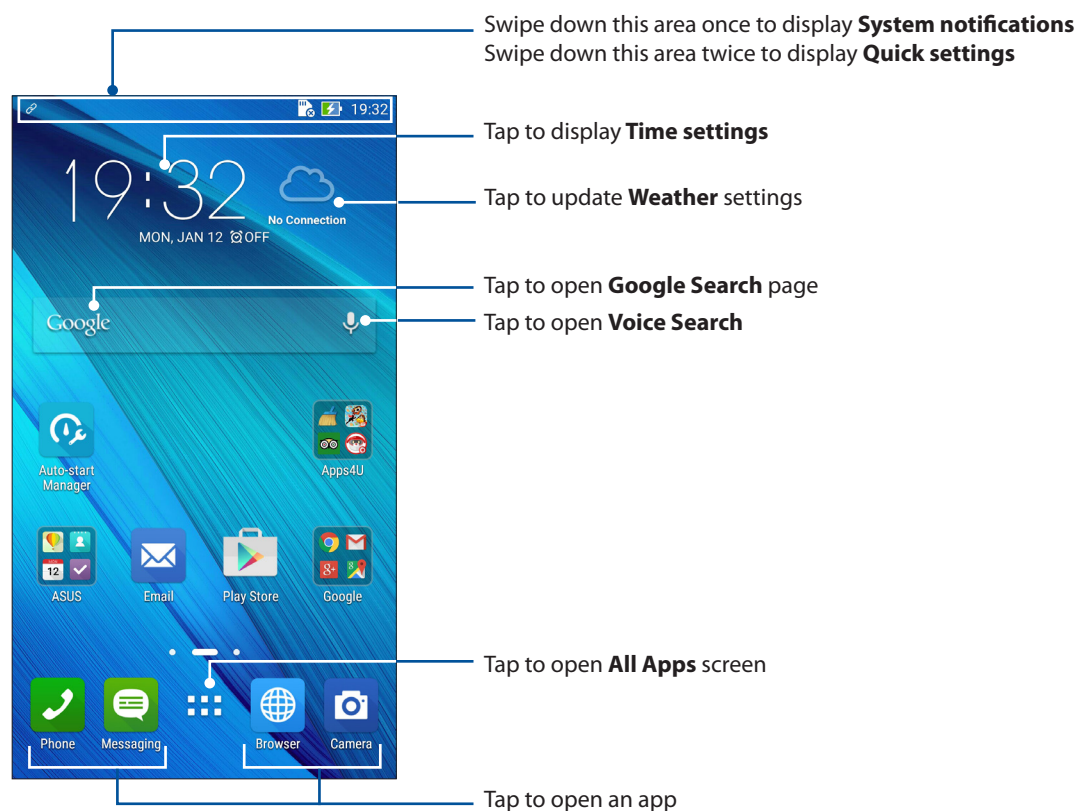 Swipe down this area once to display System notifications
Swipe down this area twice to display Quick settings
19:32
Tap to display Time settings
19:32
Tap to update Weather settings
No Connection
MON, JAN 12 OFF
Tap to open Google Search page
Google
Tap to open Voice Search
Auto-start
Manager
Apps4U
12
8+
8
ASUS
Email
Play Store
Google
Tap to open All Apps screen
Phone
Messaging
Browser
Camera
Tap to open an app